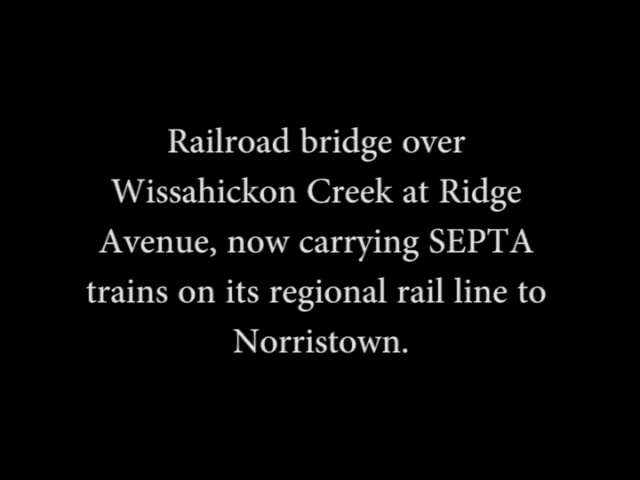 Railroad bridge over
Wissahickon Creek at Ridge
Avenue, now carrying SEPTA
trains on its regional rail line to
Norristown.